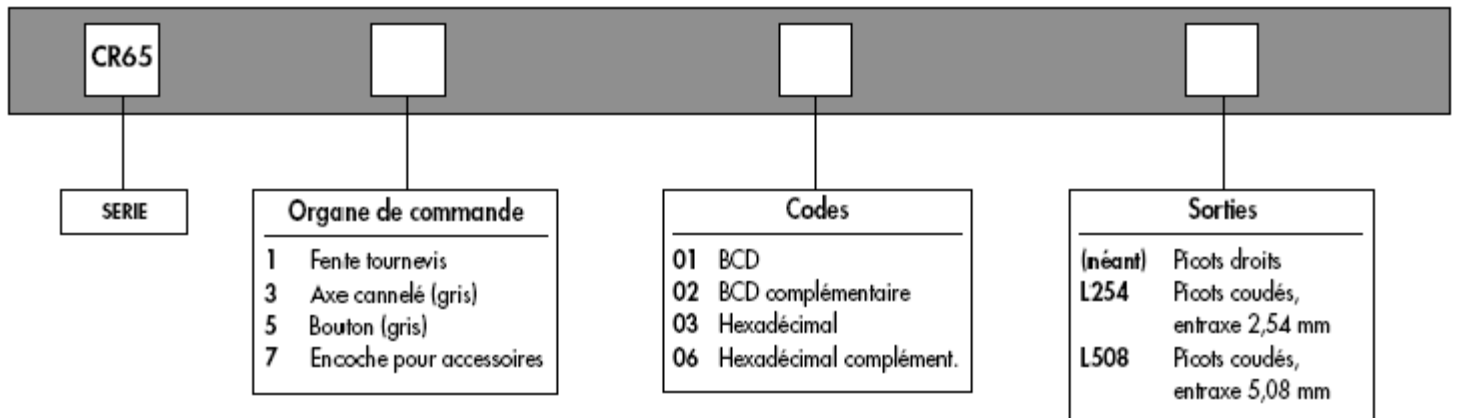 CR65
SERIE
Organe de commande
1 Fente tournevis
3 Axe cannelé (gris)
5 Bouton (gris)
7 Encoche pour accessoires
Codes
01 BCD
02 BCD complémentaire
03 Hexadécimal
06 Hexadécimal complément.
Sorties
(néant) Picots droits
L254 Picots coudés,
entraxe 2,54 mm
L508 Picots coudés,
entraxe 5,08 mm